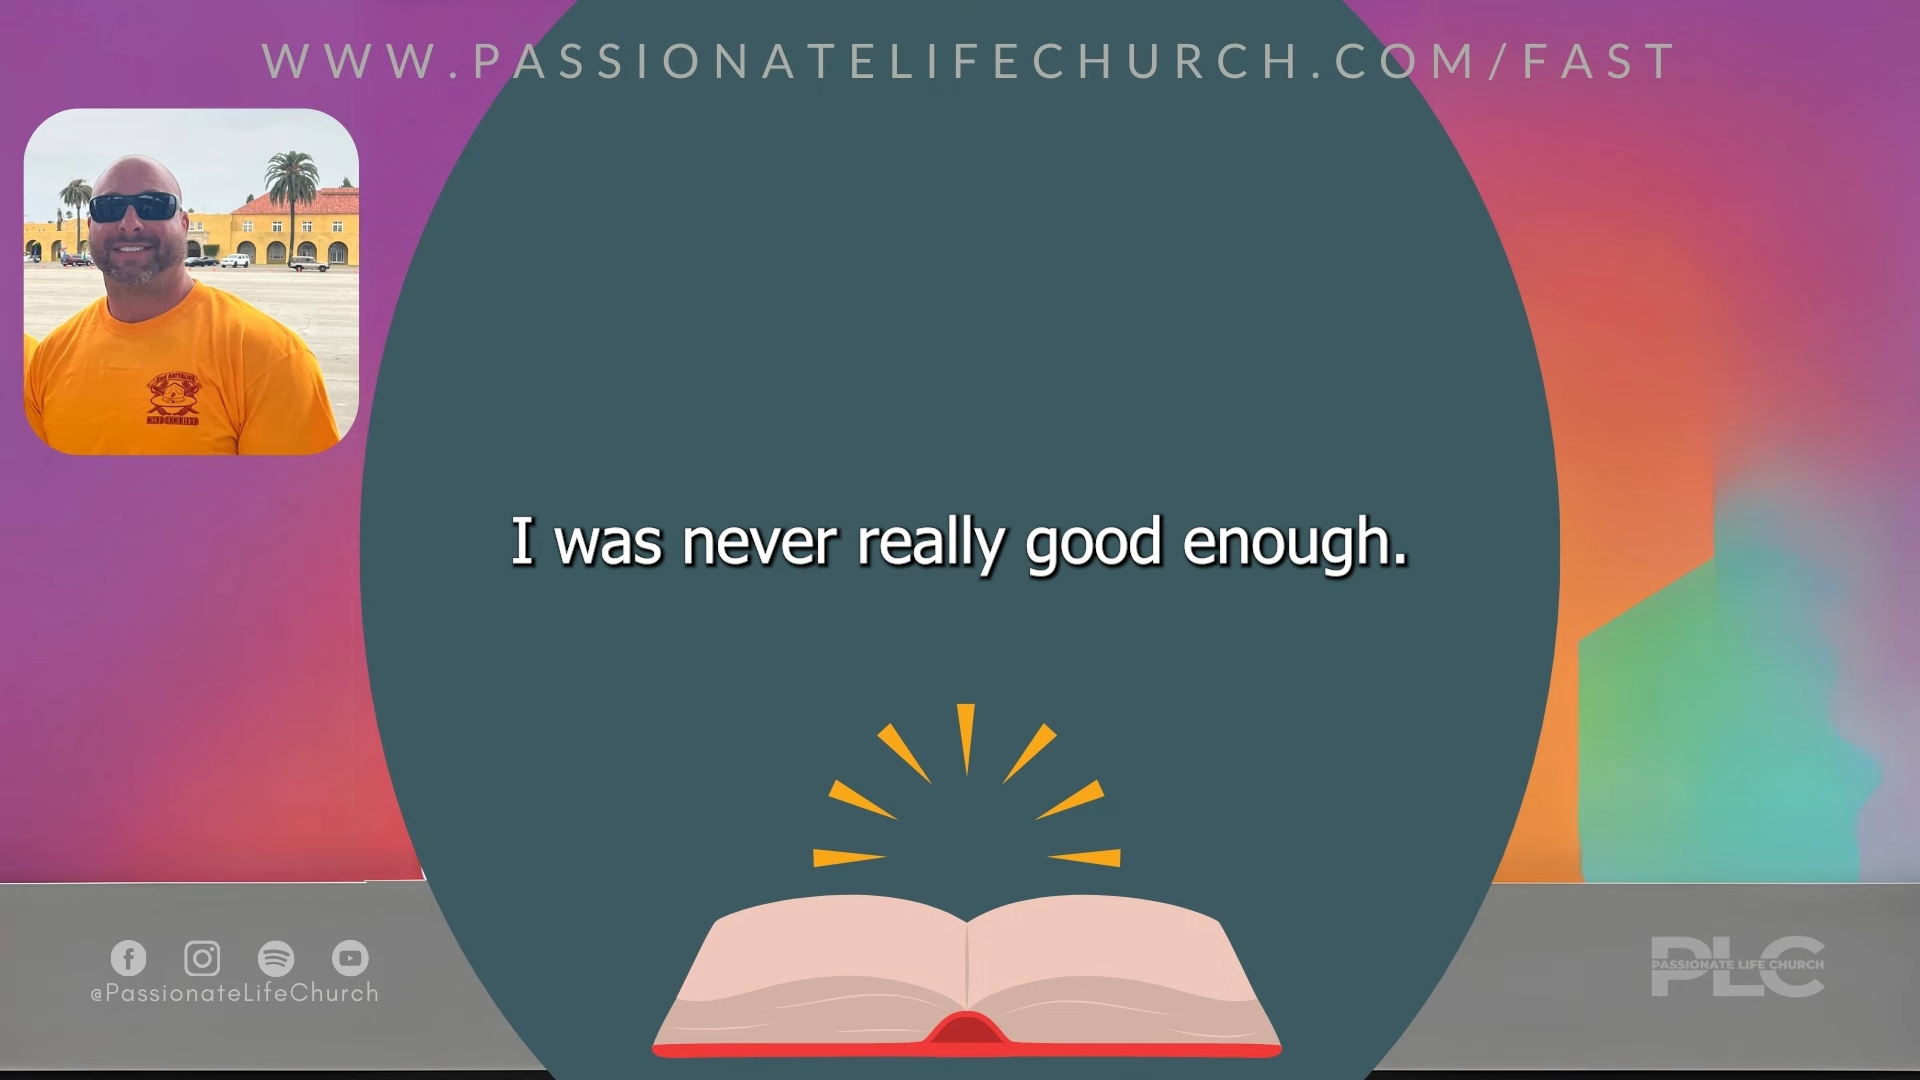 WWW.PASSIONATELIFECHURCH.COM/FAST
I was never really good enough.
@PassionateLifeChurch
PLC
PASSIONATE LIFE CHURCH